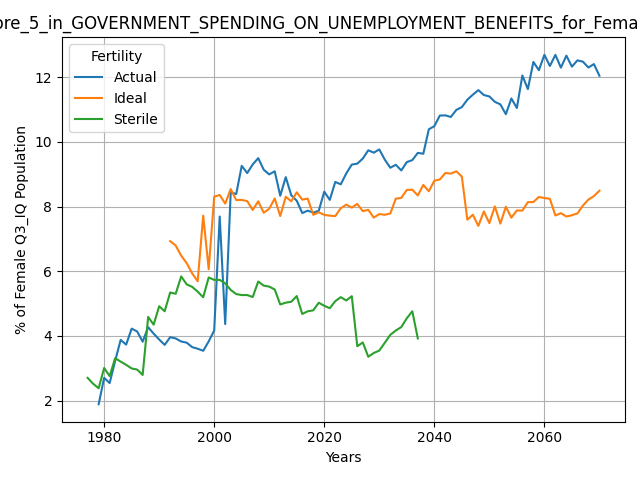 ore_5_in_GOVERNMENT_SPENDING_ON_UNEMPLOYMENT_BENEFITS_for_Fema
Fertility
Actual
Ideal
Sterile
% of Female Q3_IQ Population
12
10
8
6
4
2
1980 2000 2020 2040 2060
Years